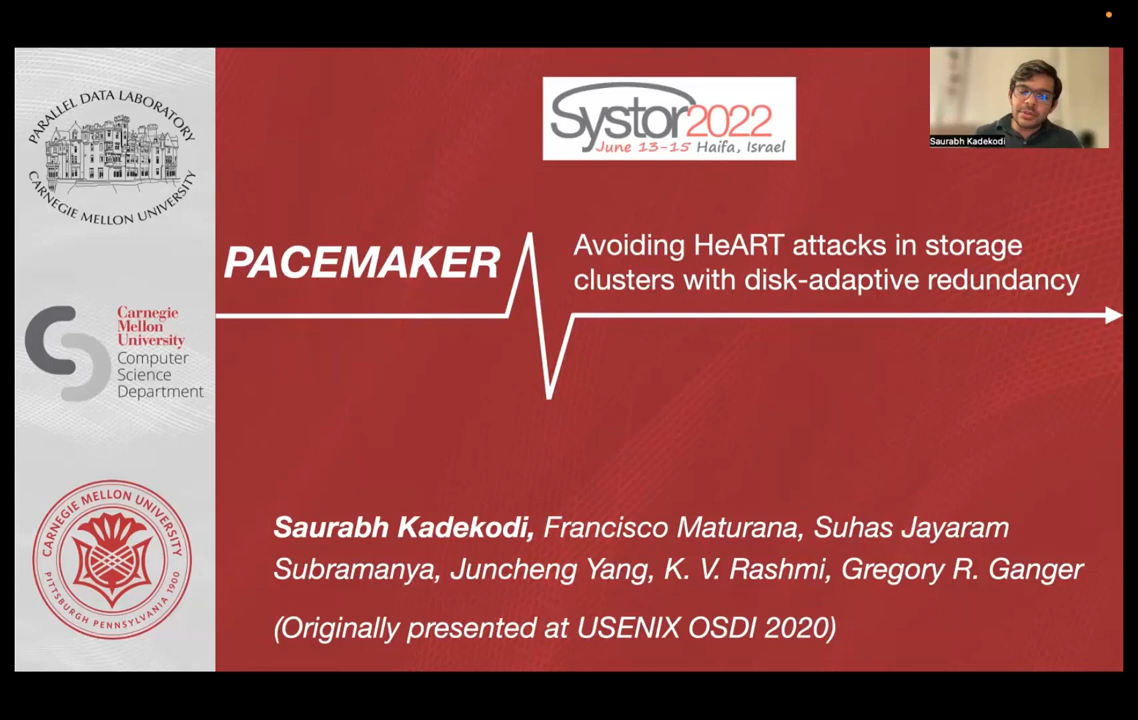 PARALLEL DATA LABORATORY
CARNEGIE MELLON UNIVERSITY
Systor2022
June 13-15 Haifa, Israel
Saurabh Kadekodi
PACEMAKER
Avoiding HeART attacks in storage
clusters with disk-adaptive redundancy
Carnegie
Mellon
University
Computer
Science
Department
CARNEGIE MELLON UNIVERSITY
PITTSBURGH PENNSYLVANIA 1900
Saurabh Kadekodi, Francisco Maturana, Suhas Jayaram
Subramanya, Juncheng Yang, K. V. Rashmi, Gregory R. Ganger
(Originally presented at USENIX OSDI 2020)